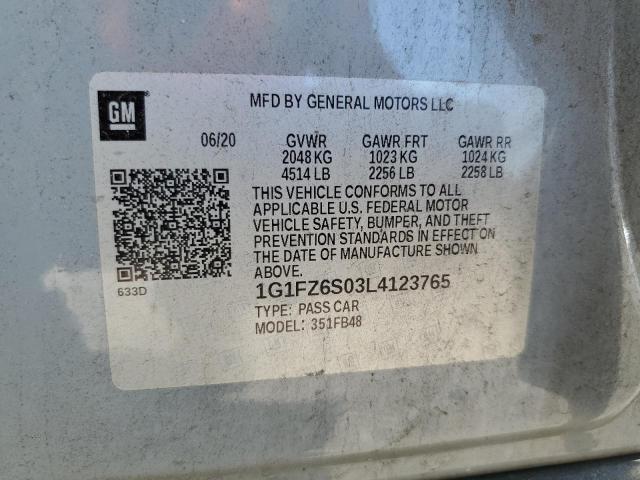 GM
MFD BY GENERAL MOTORS LLC
06/20 GVWR GAWR FRT GAWR RR
2048 KG 1023 KG 1024 KG
4514 LB 2256 LB 2258 LB
THIS VEHICLE CONFORMS TO ALL
APPLICABLE U.S. FEDERAL MOTOR
VEHICLE SAFETY, BUMPER, AND THEFT
PREVENTION STANDARDS IN EFFECT ON
THE DATE OF MANUFACTURE SHOWN
ABOVE.
633D
1G1FZ6S03L4123765
TYPE: PASS CAR
MODEL: 351FB48